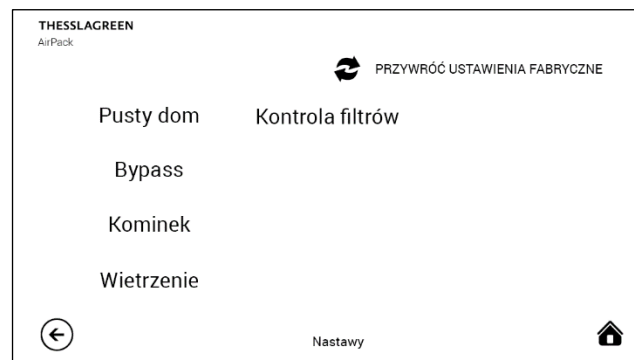 THESSLAGREEN
AirPack
PRZYWRÓĆ USTAWIENIA FABRYCZNE
Pusty dom
Kontrola filtrów
Bypass
Kominek
Wietrzenie
Nastawy